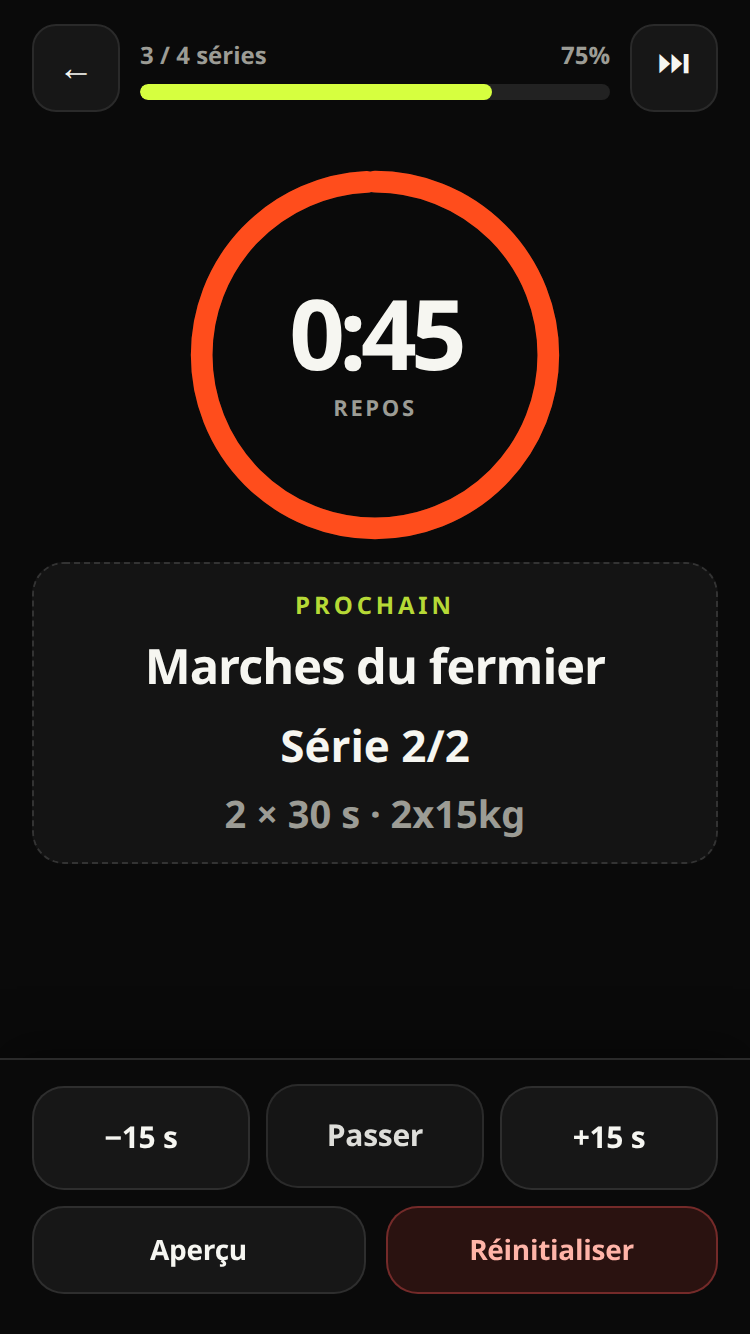 ←
3 / 4 séries
75%
⏭
0:45
REPOS
PROCHAIN
Marches du fermier
Série 2/2
2 × 30 s · 2x15kg
−15 s
Passer
+15 s
Aperçu
Réinitialiser